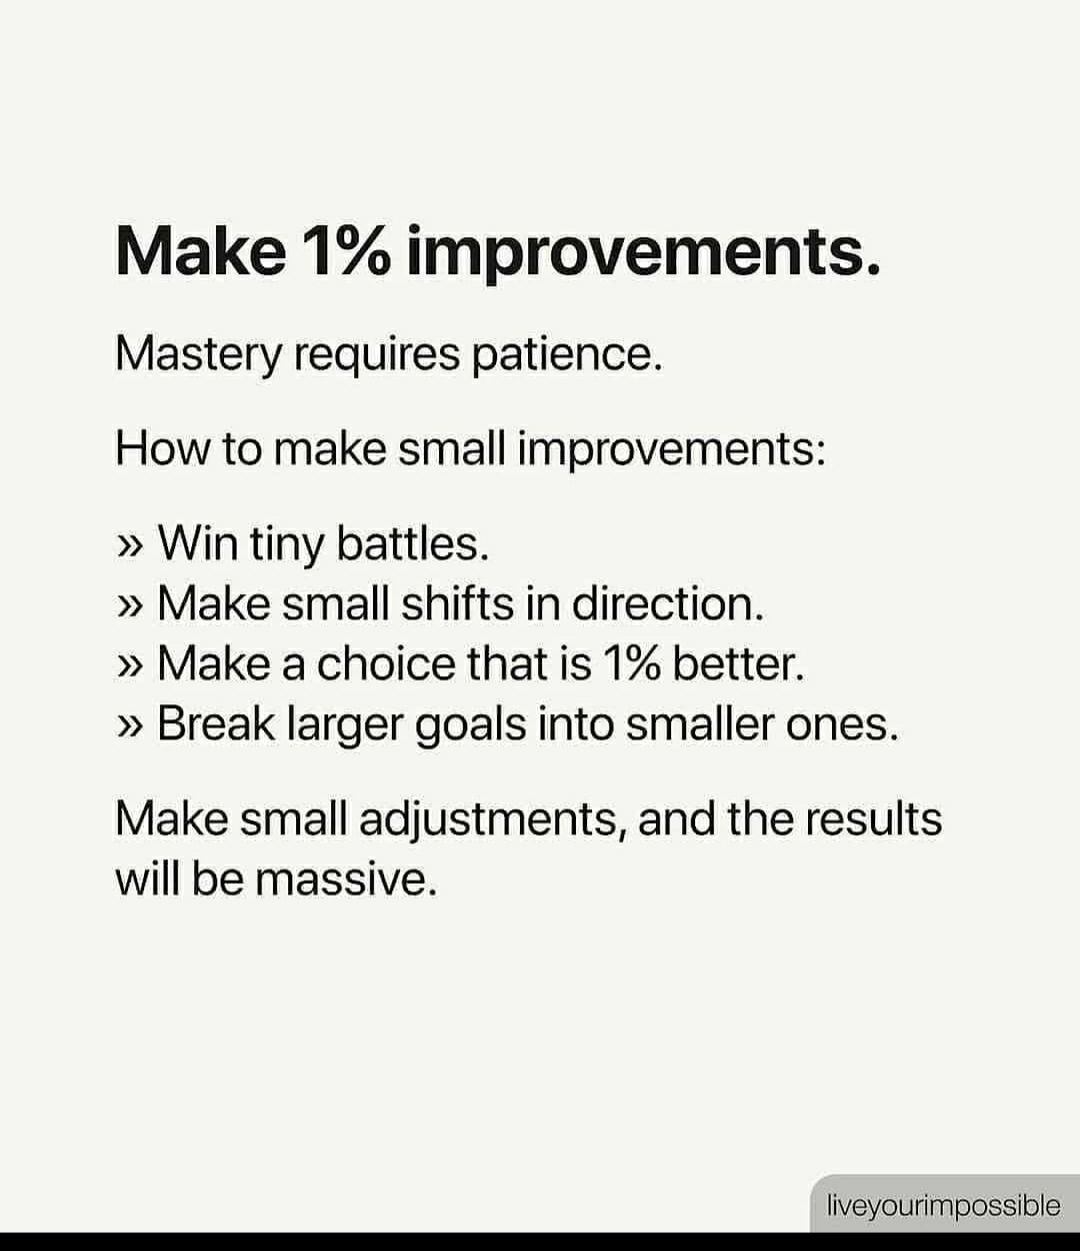 Make 1% improvements.
Mastery requires patience.
How to make small improvements:
» Win tiny battles.
» Make small shifts in direction.
» Make a choice that is 1% better.
» Break larger goals into smaller ones.
Make small adjustments, and the results
will be massive.
liveyourimpossible